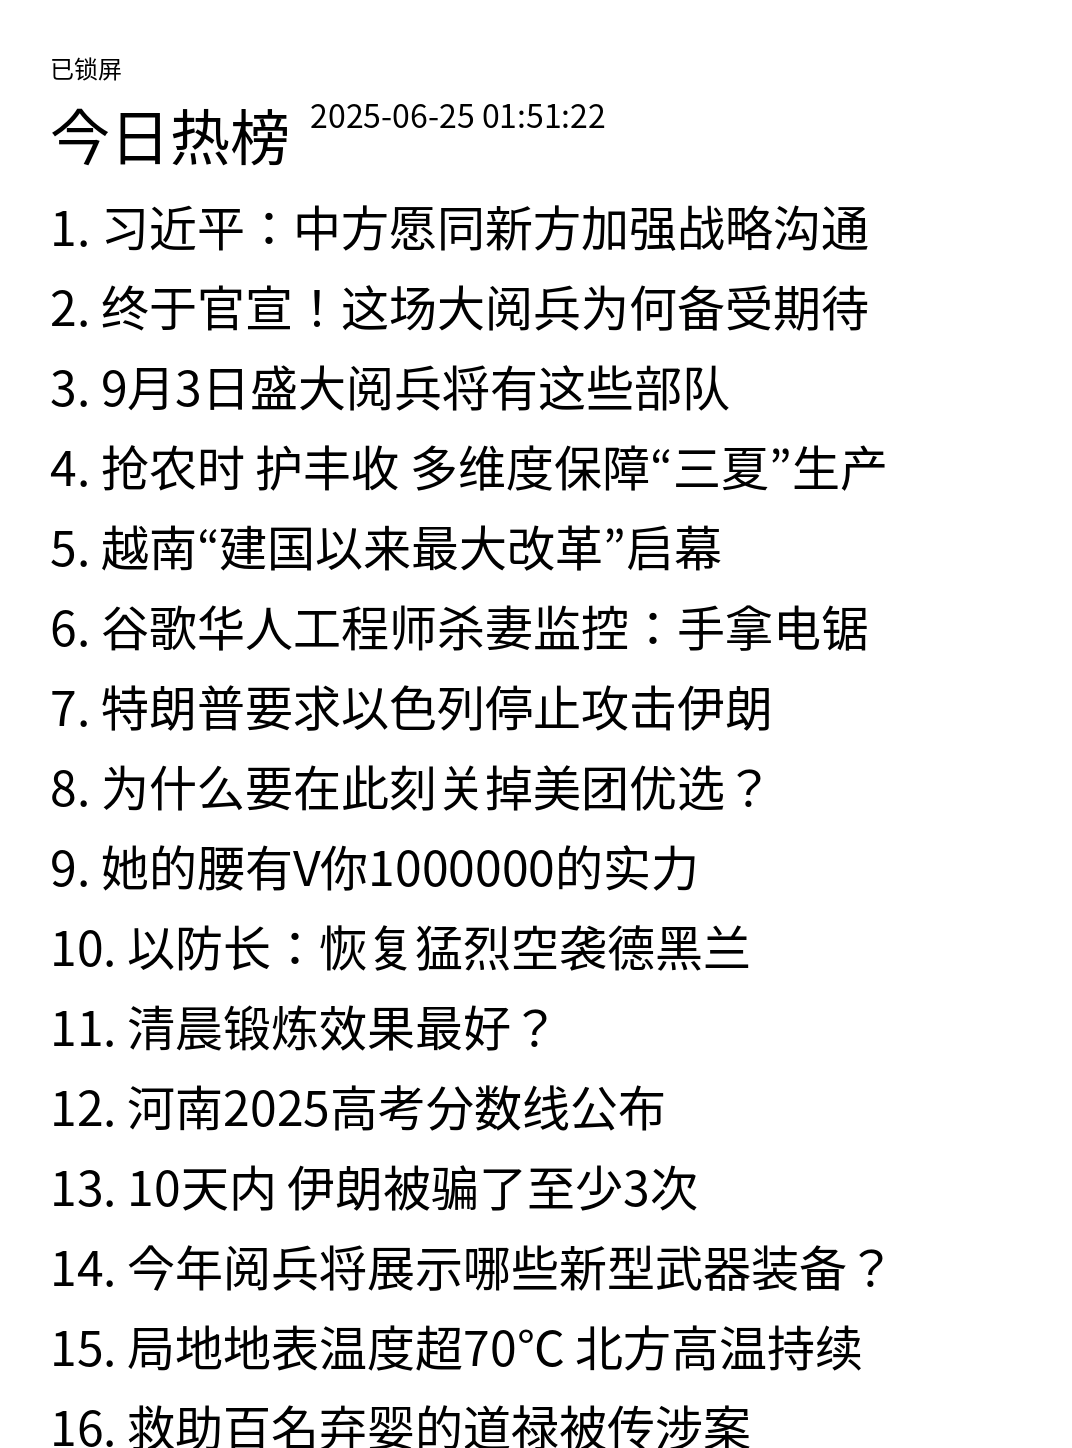 已锁屏
今日热榜 2025-06-25 01:51:22
1. 习近平：中方愿同新方加强战略沟通
2. 终于官宣！这场大阅兵为何备受期待
3. 9月3日盛大阅兵将有这些部队
4. 抢农时 护丰收 多维度保障“三夏”生产
5. 越南“建国以来最大改革”启幕
6. 谷歌华人工程师杀妻监控：手拿电锯
7. 特朗普要求以色列停止攻击伊朗
8. 为什么要在此刻关掉美团优选？
9. 她的腰有V你1000000的实力
10. 以防长：恢复猛烈空袭德黑兰
11. 清晨锻炼效果最好？
12. 河南2025高考分数线公布
13. 10天内 伊朗被骗了至少3次
14. 今年阅兵将展示哪些新型武器装备？
15. 局地地表温度超70℃ 北方高温持续
16. 救助百名弃婴的道禄被传涉案